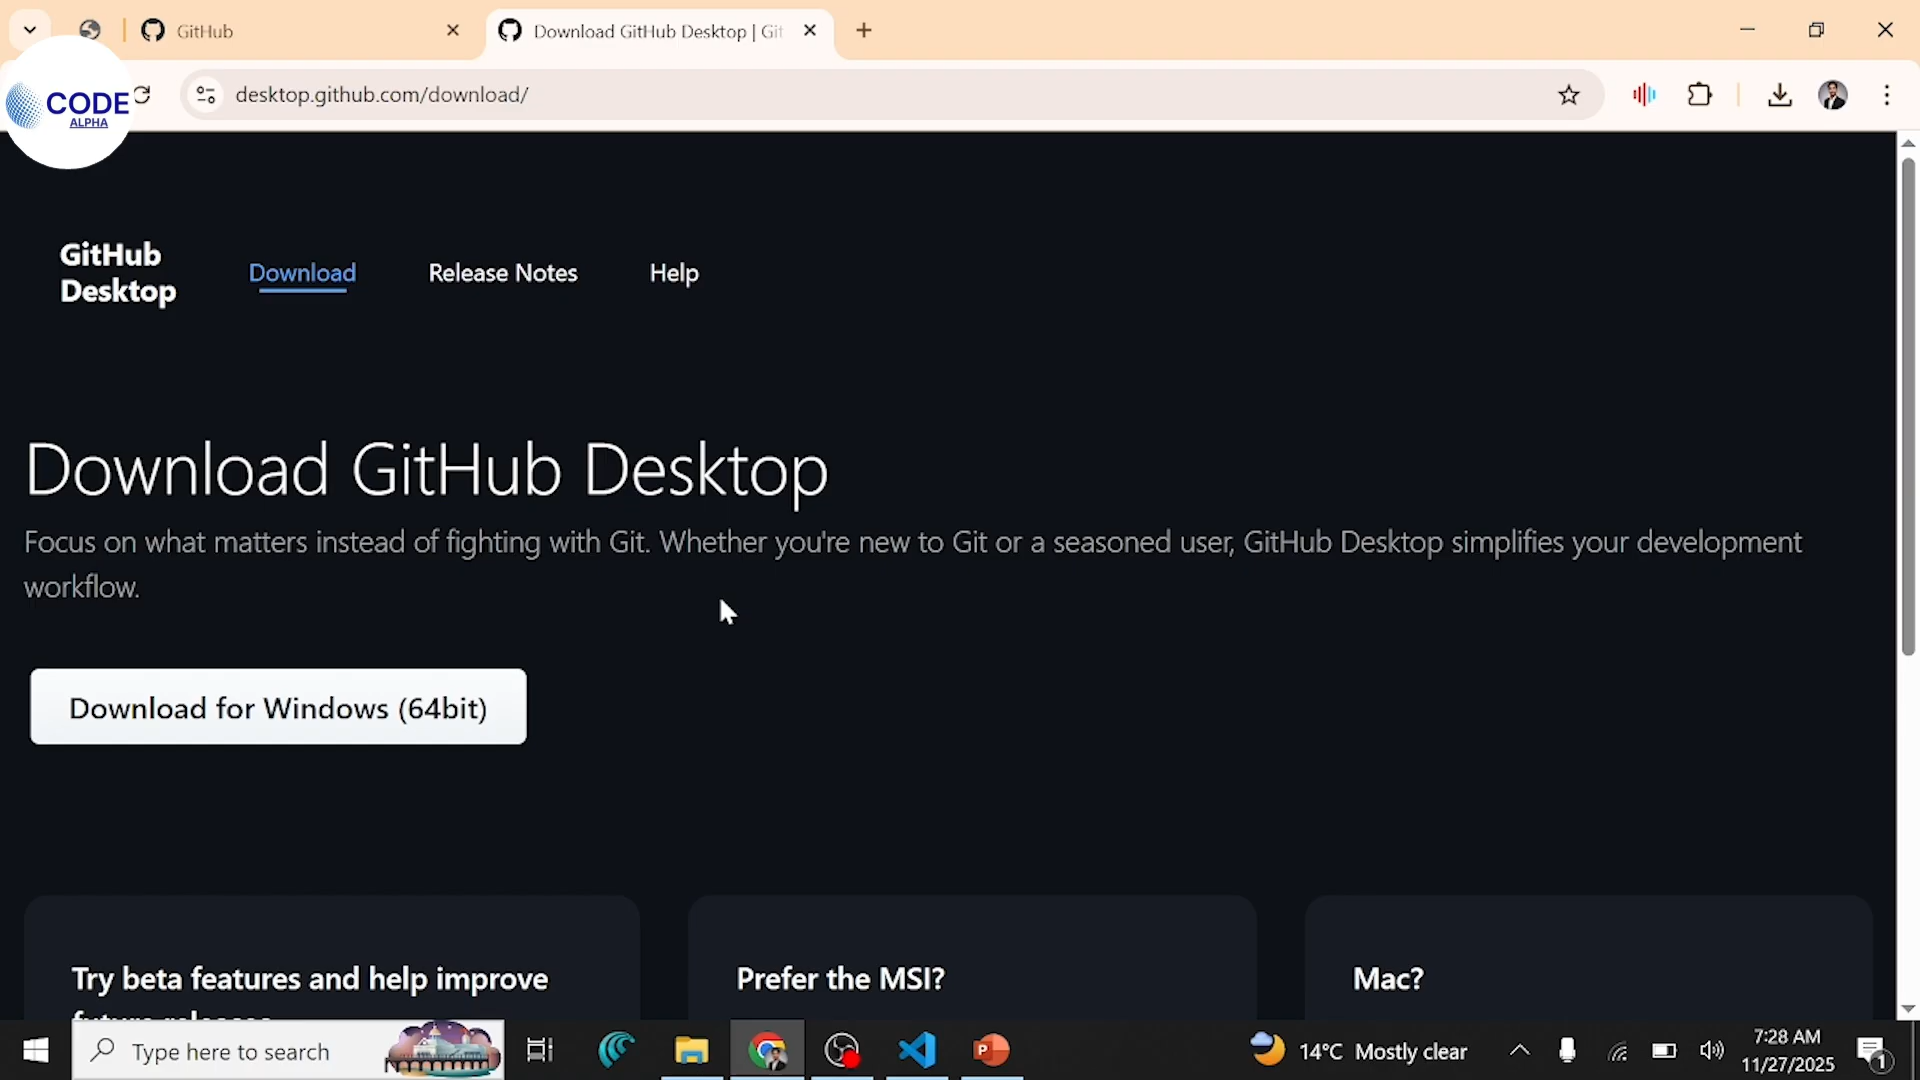 GitHub
Download GitHub Desktop | Git
CODE
ALPHA
desktop.github.com/download/
GitHub
Desktop
Download
Release Notes
Help
Download GitHub Desktop
Focus on what matters instead of fighting with Git. Whether you're new to Git or a seasoned user, GitHub Desktop simplifies your development
workflow.
Download for Windows (64bit)
Try beta features and help improve
future releases
Prefer the MSI?
Mac?
Type here to search
14°C Mostly clear
7:28 AM
11/27/2025
1